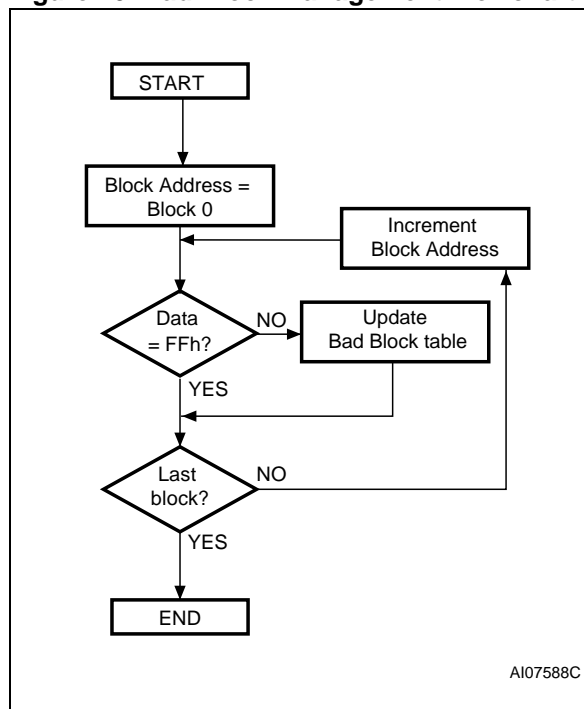 START
Block Address =
Block 0
Increment
Block Address
Data
= FFh?
NO
Update
Bad Block table
YES
Last
block?
NO
YES
END
AI07588C